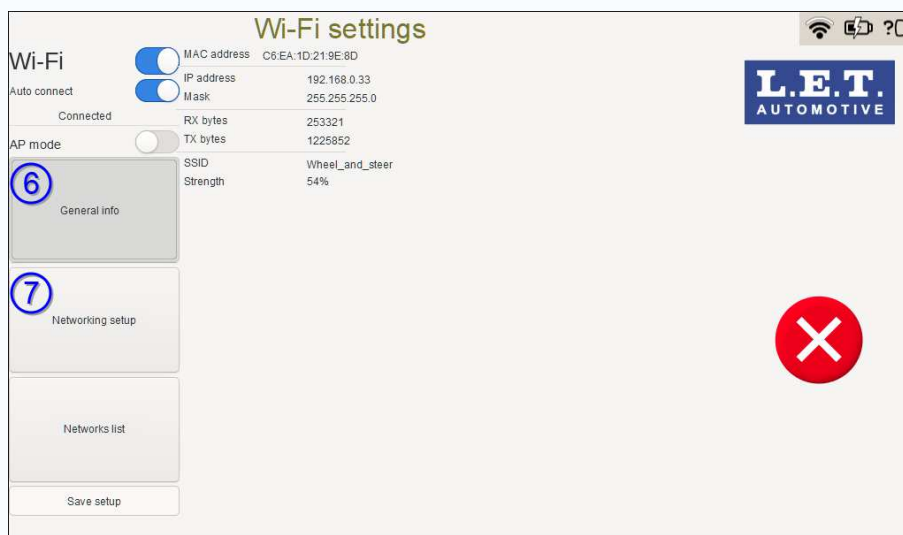 Wi-Fi settings
?
Wi-Fi
Auto connect
Connected
AP mode
6
General info
7
Networking setup
Networks list
Save setup
MAC address C6:EA:1D:21:9E:8D
IP address 192.168.0.33
Mask 255.255.255.0
RX bytes 253321
TX bytes 1225852
SSID Wheel_and_steer
Strength 54%
L.E.T.
AUTOMOTIVE